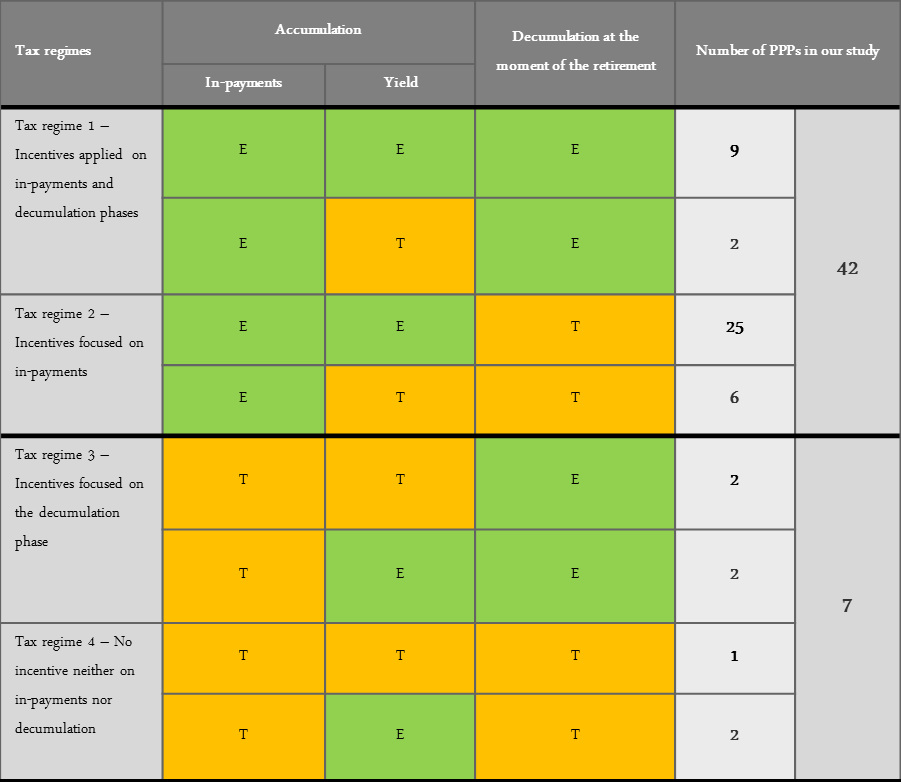 Tax regimes
Accumulation
Decumulation at the
moment of the retirement
Number of PPPs in our study
In-payments
Yield
Tax regime 1 –
Incentives applied on
in-payments and
decumulation phases
E
E
E
9
E
T
E
2
42
Tax regime 2 –
Incentives focused on
in-payments
E
E
T
25
E
T
T
6
Tax regime 3 –
Incentives focused on
the decumulation
phase
T
T
E
2
T
E
E
2
7
Tax regime 4 – No
incentive neither on
in-payments nor
decumulation
T
T
T
1
T
E
T
2